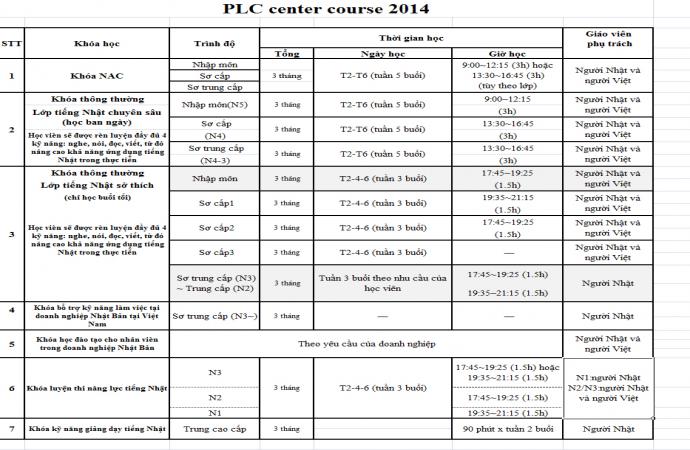 PLC center course 2014
STT Khóa học Trình độ Thời gian học Giáo viên phụ trách
Tổng Ngày học Giờ học
1 Khóa NAC
Nhập môn
Sơ cấp
Sơ trung cấp
3 tháng
T2-T6 (tuần 5 buổi)
9:00~12:15 (3h) hoặc
13:30~16:45 (3h)
(tùy theo lớp)
Người Nhật và
người Việt
2
Khóa thông thường
Lớp tiếng Nhật chuyên sâu
(học ban ngày)
Học viên sẽ được rèn luyện đầy đủ 4
kỹ năng: nghe, nói, đọc, viết, từ đó
nâng cao khả năng ứng dụng tiếng
Nhật trong thực tiễn
Nhập môn(N5)
3 tháng
T2-T6 (tuần 5 buổi)
9:00~12:15
(3h)
Người Nhật và
người Việt
Sơ cấp
(N4)
3 tháng
T2-T6 (tuần 5 buổi)
13:30~16:45
(3h)
Người Nhật và
người Việt
Sơ trung cấp
(N4-3)
3 tháng
T2-T6 (tuần 5 buổi)
13:30~16:45
(3h)
Người Nhật và
người Việt
3
Khóa thông thường
Lớp tiếng Nhật sở thích
(chỉ học buổi tối)
Học viên sẽ được rèn luyện đầy đủ 4
kỹ năng: nghe, nói, đọc, viết, từ đó
nâng cao khả năng ứng dụng tiếng
Nhật trong thực tiễn
Nhập môn
3 tháng
T2-4-6 (tuần 3 buổi)
17:45~19:25
(1.5h)
Người Nhật và
người Việt
Sơ cấp1
3 tháng
T2-4-6 (tuần 3 buổi)
19:35~21:15
(1.5h)
Người Nhật và
người Việt
Sơ cấp2
3 tháng
T2-4-6 (tuần 3 buổi)
17:45~19:25
(1.5h)
Người Nhật và
người Việt
Sơ cấp3
3 tháng
T2-4-6 (tuần 3 buổi)
—
Người Nhật và
người Việt
Sơ trung cấp (N3)
~ Trung cấp (N2)
3 tháng
Tuần 3 buổi theo nhu cầu của
học viên
17:45~19:25 (1.5h)
19:35~21:15 (1.5h)
Người Nhật
4
Khóa bổ trợ kỹ năng làm việc tại
doanh nghiệp Nhật Bản tại Việt
Nam
Sơ trung cấp (N3~)
3 tháng
—
—
Người Nhật
5
Khóa học đào tạo cho nhân viên
trong doanh nghiệp Nhật Bản
Theo yêu cầu của doanh nghiệp
Người Nhật và
người Việt
6
Khóa luyện thi năng lực tiếng Nhật
N3
N2
N1
3 tháng
T2-4-6 (tuần 3 buổi)
17:45~19:25 (1.5h) hoặc
19:35~21:15 (1.5h)
17:45~19:25 (1.5h)
19:35~21:15 (1.5h)
N1:người Nhật
N2/N3:người Nhật
và người Việt
7
Khóa kỹ năng giảng dạy tiếng Nhật
Trung cao cấp
3 tháng
90 phút x tuần 2 buổi
Người Nhật